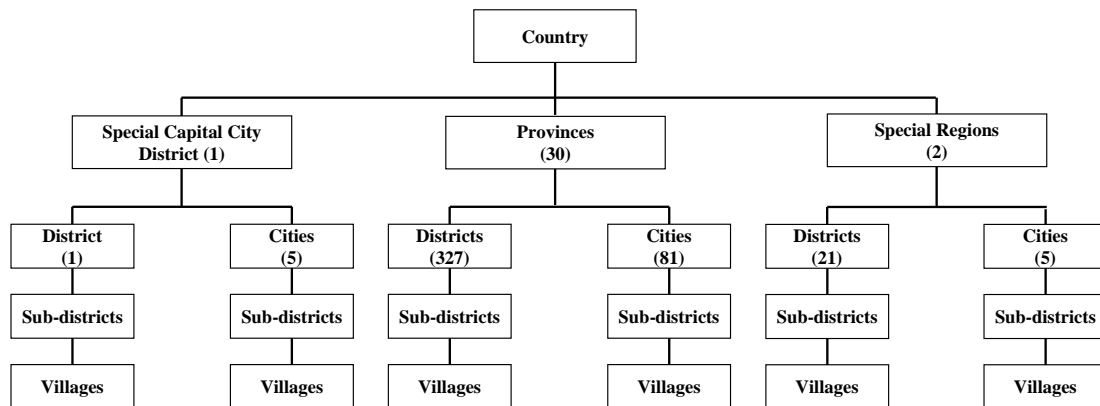 Country
Special Capital City
District (1)
Provinces
(30)
Special Regions
(2)
District
(1)
Cities
(5)
Districts
(327)
Cities
(81)
Districts
(21)
Cities
(5)
Sub-districts
Sub-districts
Sub-districts
Sub-districts
Sub-districts
Sub-districts
Villages
Villages
Villages
Villages
Villages
Villages